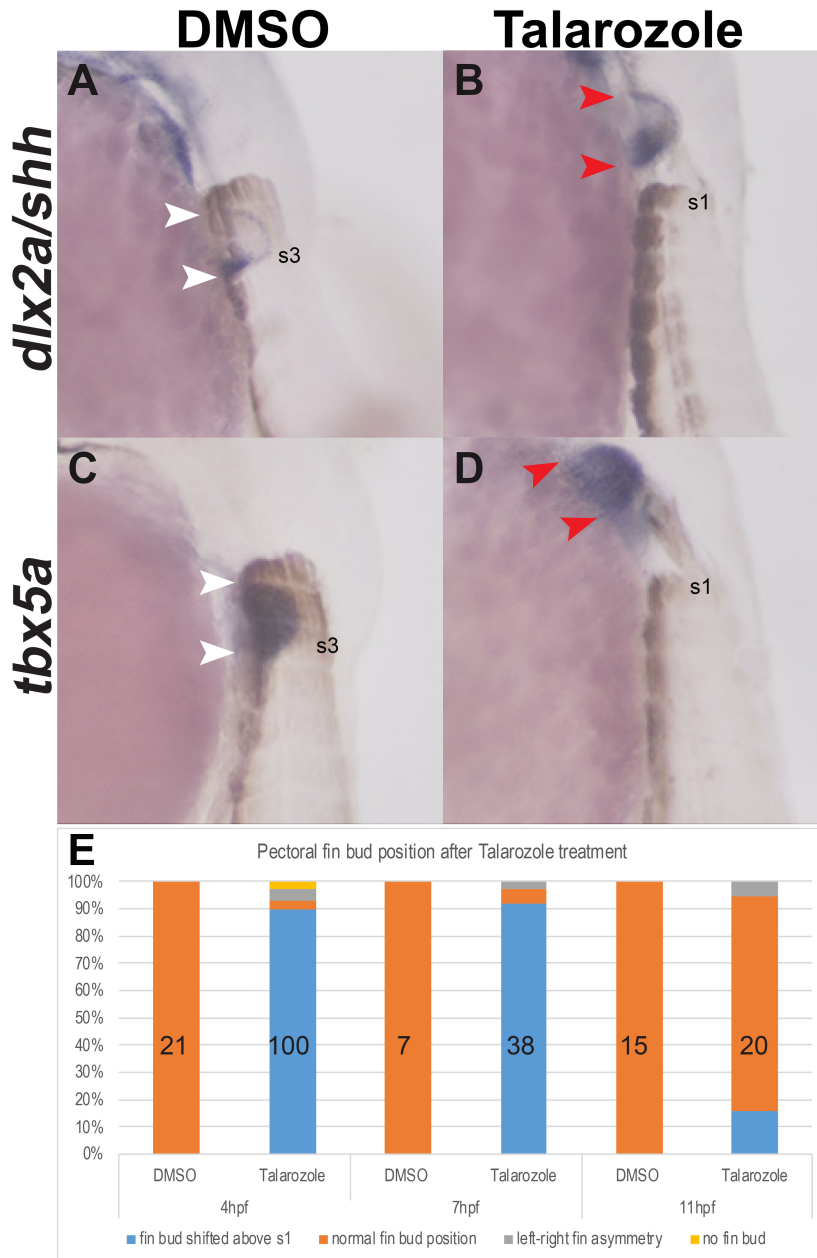 DMSO Talarozole
dlx2a/shh
A
s3
B
s1
tbx5a
C
s3
D
s1
E
Pectoral fin bud position after Talarozole treatment
100%
90%
80%
70%
60%
50%
40%
30%
20%
10%
0%
21 100 7 38 15 20
DMSO Talarozole DMSO Talarozole DMSO Talarozole
4hpf 7hpf 11hpf
fin bud shifted above s1 normal fin bud position left-right fin asymmetry no fin bud